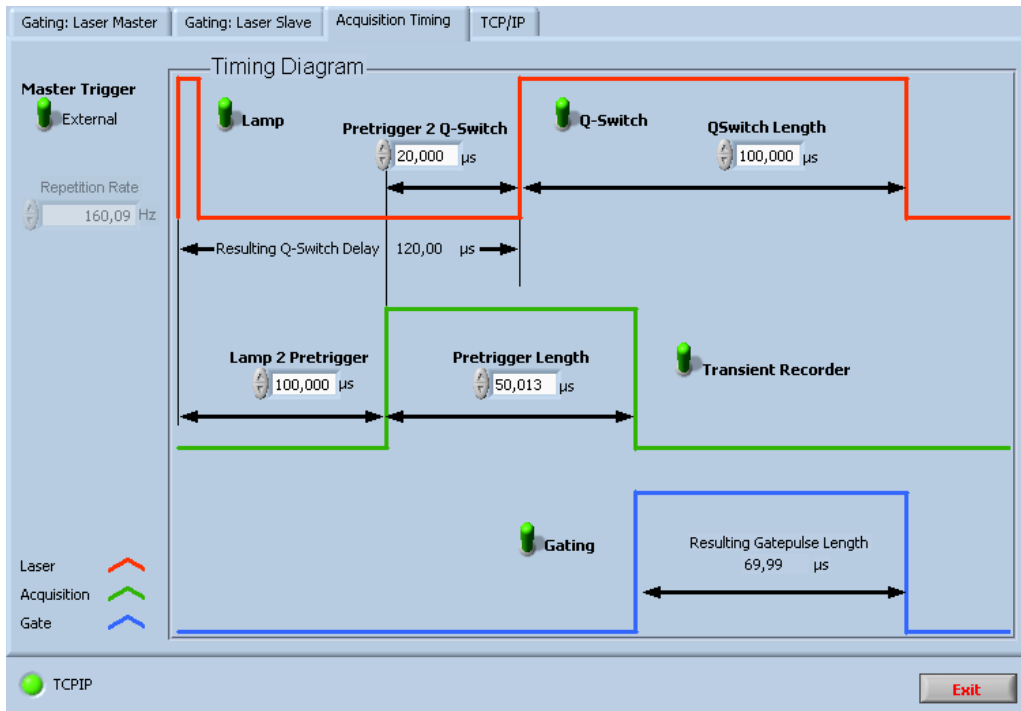 Gating: Laser Master
Gating: Laser Slave
Acquisition Timing
TCP/IP
Timing Diagram
Master Trigger
External
Repetition Rate
160,09 Hz
Lamp
Pretrigger 2 Q-Switch
20,000 µs
Q-Switch
QSwitch Length
100,000 µs
Resulting Q-Switch Delay 120,00 µs
Lamp 2 Pretrigger
100,000 µs
Pretrigger Length
50,013 µs
Transient Recorder
Gating
Resulting Gatepulse Length
69,99 µs
Laser
Acquisition
Gate
TCPIP
Exit